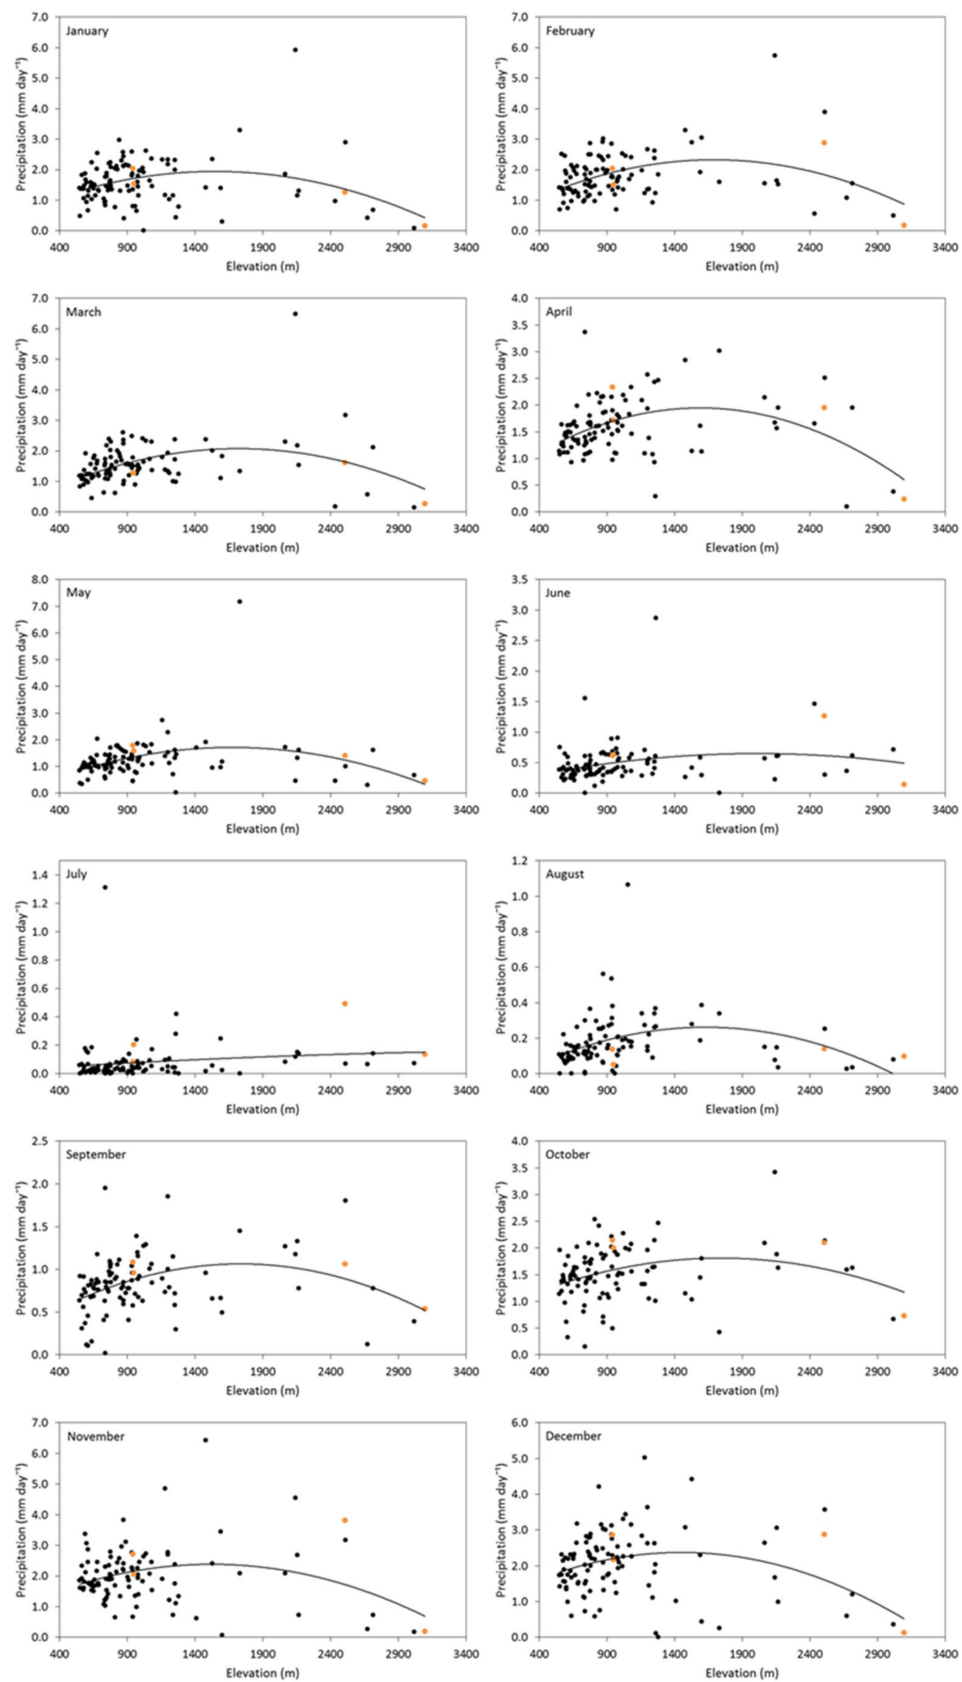 January
Precipitation (mm day⁻¹)
7.0
6.0
5.0
4.0
3.0
2.0
1.0
0.0
400 900 1400 1900 2400 2900 3400
Elevation (m)
February
Precipitation (mm day⁻¹)
7.0
6.0
5.0
4.0
3.0
2.0
1.0
0.0
400 900 1400 1900 2400 2900 3400
Elevation (m)
March
Precipitation (mm day⁻¹)
7.0
6.0
5.0
4.0
3.0
2.0
1.0
0.0
400 900 1400 1900 2400 2900 3400
Elevation (m)
April
Precipitation (mm day⁻¹)
4.0
3.5
3.0
2.5
2.0
1.5
1.0
0.5
0.0
400 900 1400 1900 2400 2900 3400
Elevation (m)
May
Precipitation (mm day⁻¹)
8.0
7.0
6.0
5.0
4.0
3.0
2.0
1.0
0.0
400 900 1400 1900 2400 2900 3400
Elevation (m)
June
Precipitation (mm day⁻¹)
3.5
3.0
2.5
2.0
1.5
1.0
0.5
0.0
400 900 1400 1900 2400 2900 3400
Elevation (m)
July
Precipitation (mm day⁻¹)
1.4
1.2
1.0
0.8
0.6
0.4
0.2
0.0
400 900 1400 1900 2400 2900 3400
Elevation (m)
August
Precipitation (mm day⁻¹)
1.2
1.0
0.8
0.6
0.4
0.2
0.0
400 900 1400 1900 2400 2900 3400
Elevation (m)
September
Precipitation (mm day⁻¹)
2.5
2.0
1.5
1.0
0.5
0.0
400 900 1400 1900 2400 2900 3400
Elevation (m)
October
Precipitation (mm day⁻¹)
4.0
3.5
3.0
2.5
2.0
1.5
1.0
0.5
0.0
400 900 1400 1900 2400 2900 3400
Elevation (m)
November
Precipitation (mm day⁻¹)
7.0
6.0
5.0
4.0
3.0
2.0
1.0
0.0
400 900 1400 1900 2400 2900 3400
Elevation (m)
December
Precipitation (mm day⁻¹)
6.0
5.0
4.0
3.0
2.0
1.0
0.0
400 900 1400 1900 2400 2900 3400
Elevation (m)